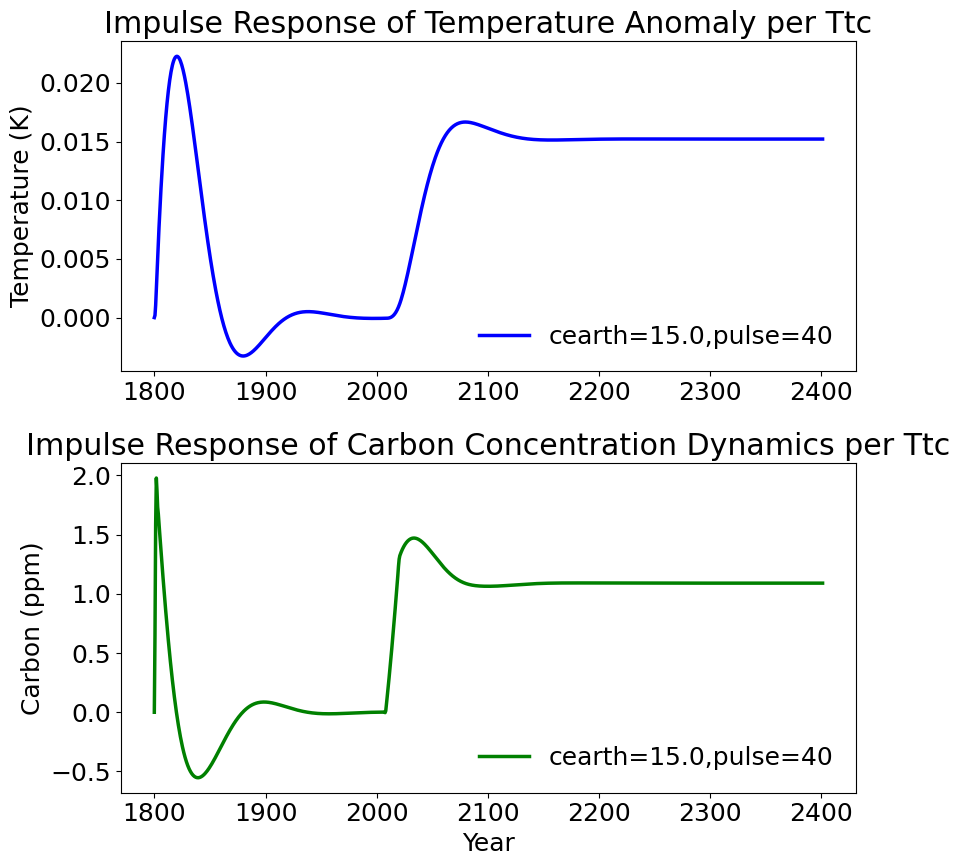 Impulse Response of Temperature Anomaly per Ttc
Temperature (K)
0.020
0.015
0.010
0.005
0.000
cearth=15.0,pulse=40
1800 1900 2000 2100 2200 2300 2400
Impulse Response of Carbon Concentration Dynamics per Ttc
Carbon (ppm)
2.0
1.5
1.0
0.5
0.0
−0.5
cearth=15.0,pulse=40
1800 1900 2000 2100 2200 2300 2400
Year